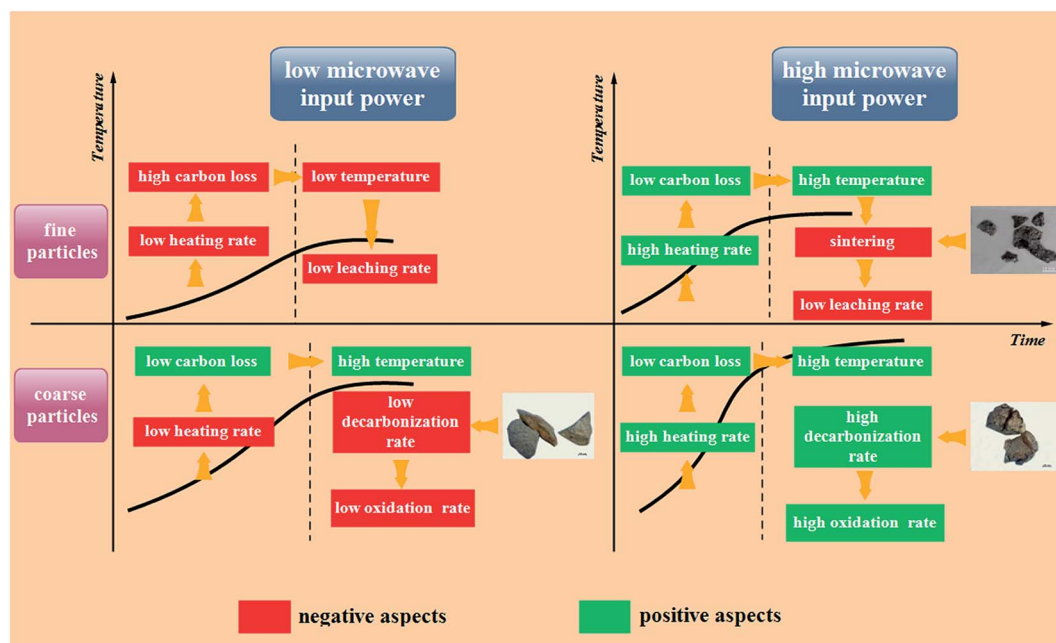 low microwave
input power
high microwave
input power
Temperature
Temperature
fine
particles
high carbon loss
low temperature
low heating rate
low leaching rate
low carbon loss
high temperature
high heating rate
sintering
low leaching rate
Time
coarse
particles
low carbon loss
high temperature
low heating rate
low
decarbonization
rate
low oxidation rate
low carbon loss
high temperature
high heating rate
high
decarbonization
rate
high oxidation rate
negative aspects
positive aspects